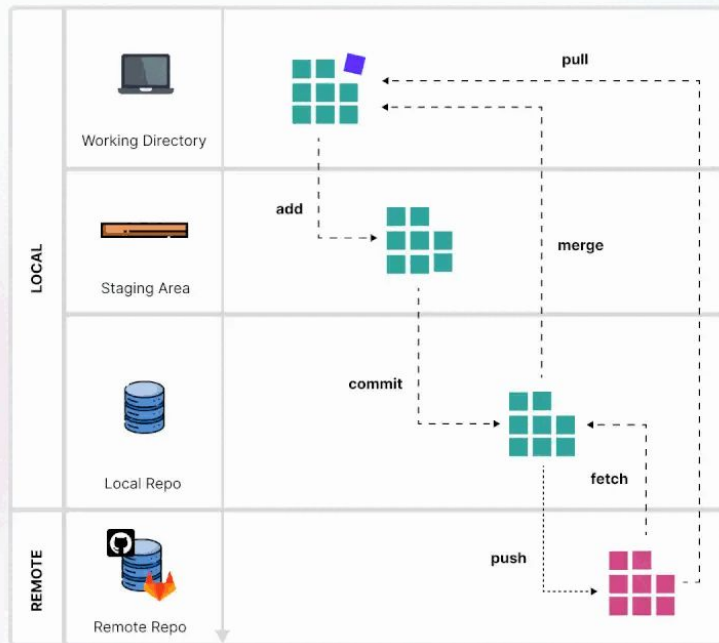 pull
Working Directory
add
merge
Staging Area
LOCAL
commit
Local Repo
fetch
REMOTE
push
Remote Repo